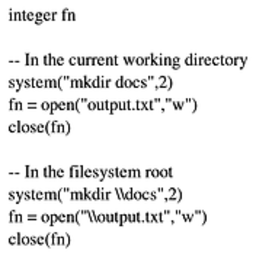 integer fn
-- In the current working directory
system("mkdir docs",2)
fn = open("output.txt","w")
close(fn)
-- In the filesystem root
system("mkdir \\docs",2)
fn = open("\\output.txt","w")
close(fn)